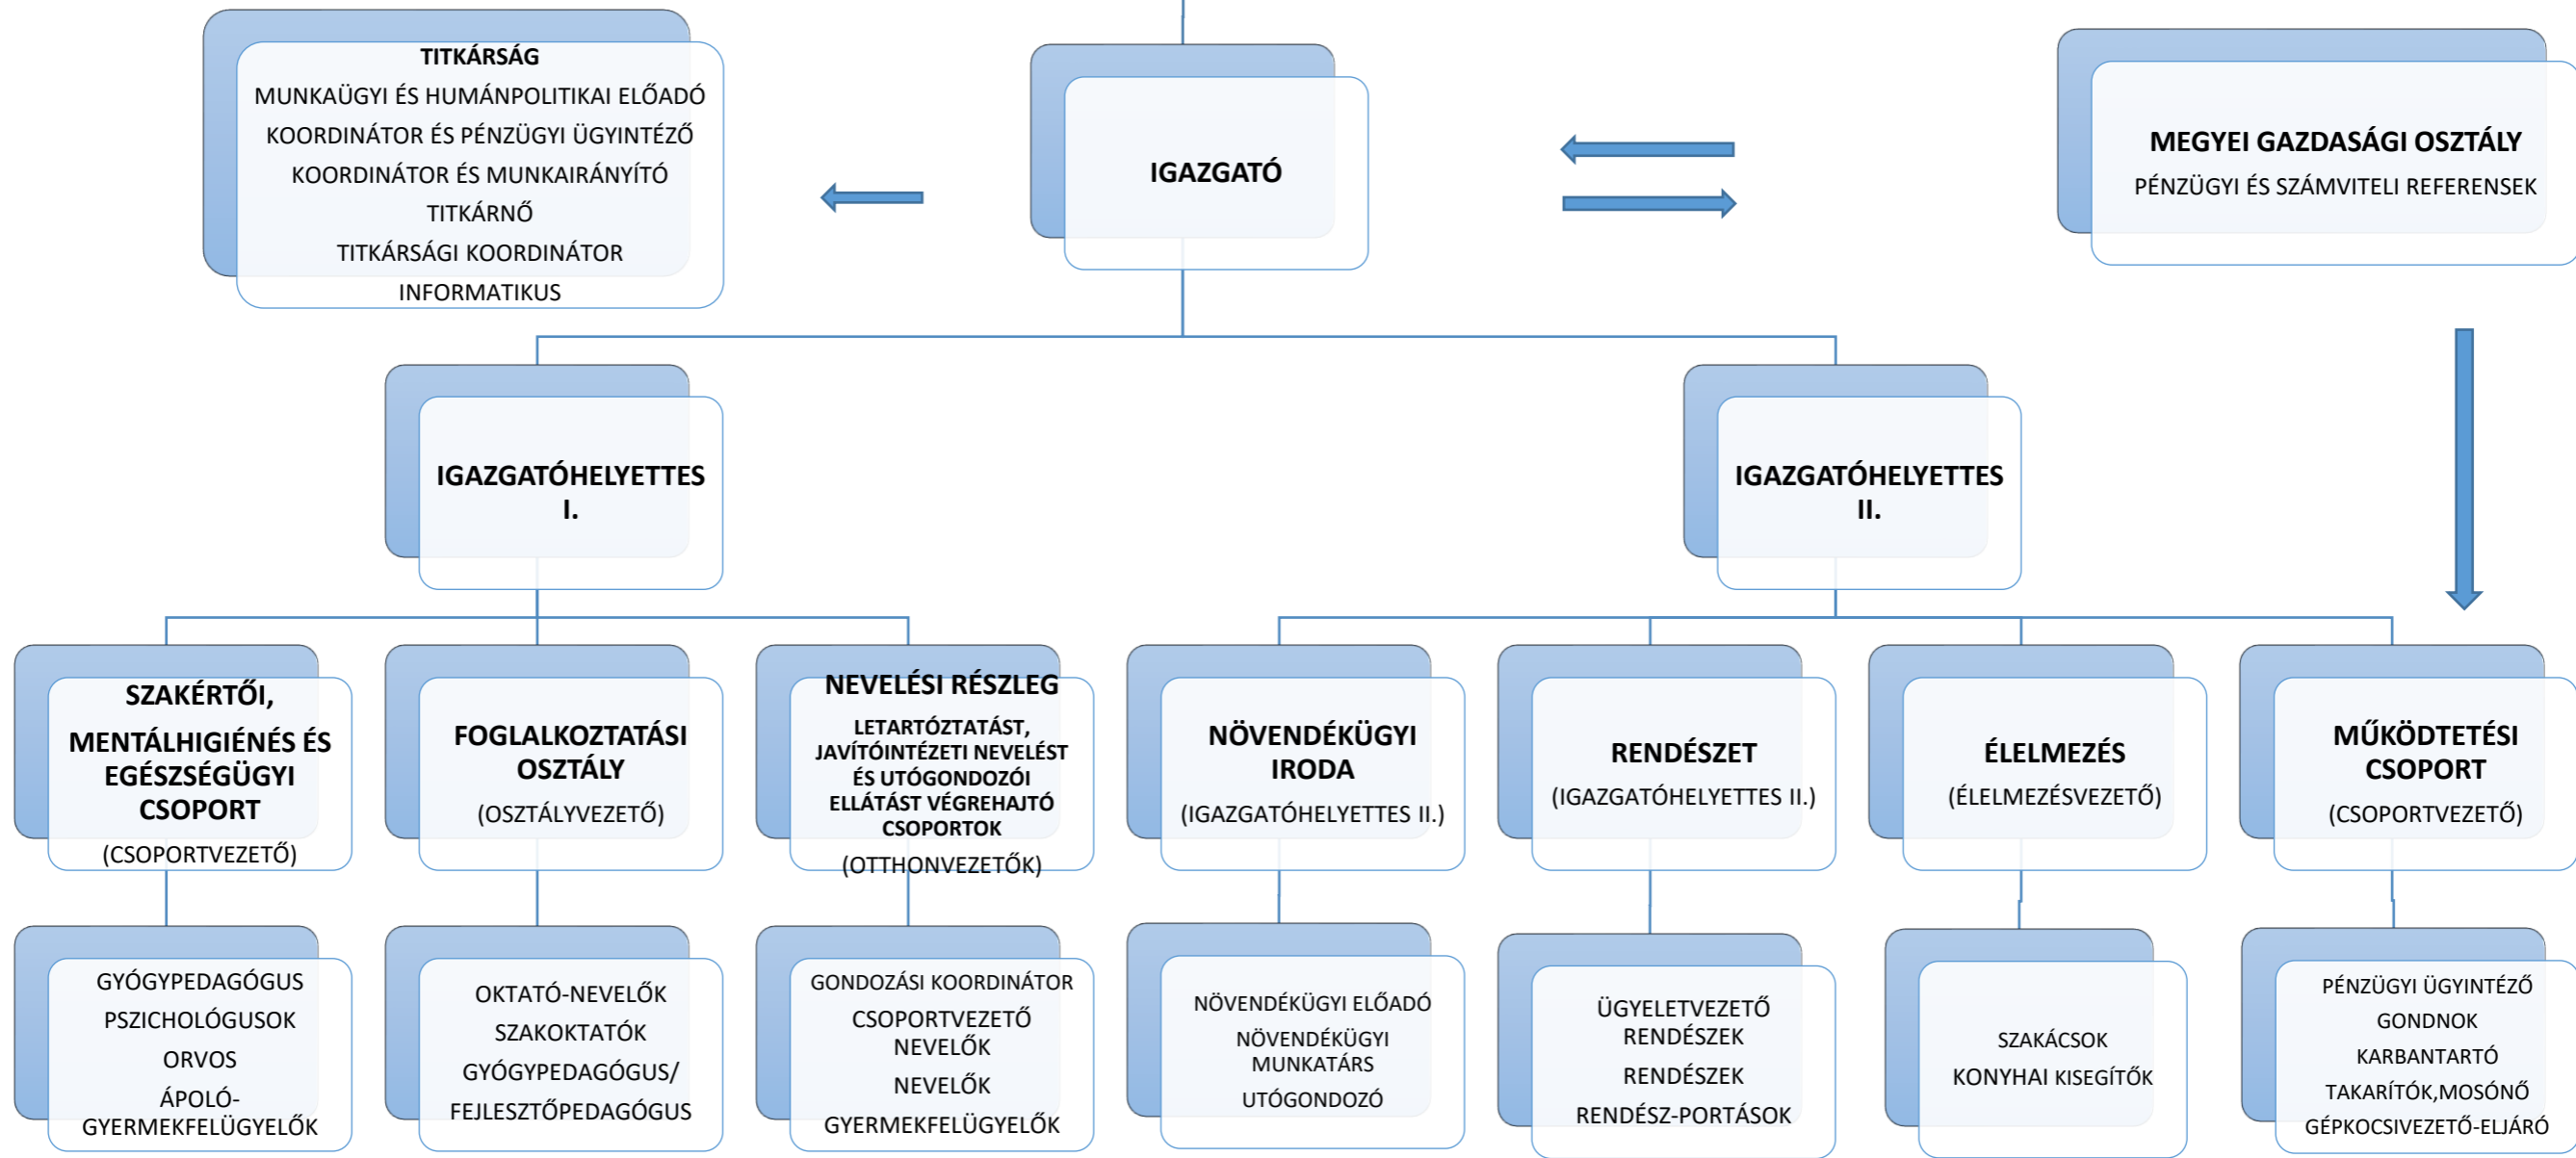 TITKÁRSÁG
MUNKAÜGYI ÉS HUMÁNPOLITIKAI ELŐADÓ
KOORDINÁTOR ÉS PÉNZÜGYI ÜGYINTÉZŐ
KOORDINÁTOR ÉS MUNKAIRÁNYÍTÓ
TITKÁRNŐ
TITKÁRSÁGI KOORDINÁTOR
INFORMATIKUS
IGAZGATÓ
MEGYEI GAZDASÁGI OSZTÁLY
PÉNZÜGYI ÉS SZÁMVITELI REFERENSEK
IGAZGATÓHELYETTES
I.
IGAZGATÓHELYETTES
II.
SZAKÉRTŐI,
MENTÁLHIGIÉNÉS ÉS
EGÉSZSÉGÜGYI
CSOPORT
(CSOPORTVEZETŐ)
FOGLALKOZTATÁSI
OSZTÁLY
(OSZTÁLYVEZETŐ)
NEVELÉSI RÉSZLEG
LETARTÓZTATÁST,
JAVÍTÓINTÉZETI NEVELÉST
ÉS UTÓGONDOZÓI
ELLÁTÁST VÉGREHAJTÓ
CSOPORTOK
(OTTHONVEZETŐK)
NÖVENDÉKÜGYI
IRODA
(IGAZGATÓHELYETTES II.)
RENDÉSZET
(IGAZGATÓHELYETTES II.)
ÉLELMEZÉS
(ÉLELMEZÉSVEZETŐ)
MŰKÖDTETÉSI
CSOPORT
(CSOPORTVEZETŐ)
GYÓGYPEDAGÓGUS
PSZICHOLÓGUSOK
ORVOS
ÁPOLÓ-
GYERMEKFELÜGYELŐK
OKTATÓ-NEVELŐK
SZAKOKTATÓK
GYÓGYPEDAGÓGUS/
FEJLESZTŐPEDAGÓGUS
GONDOZÁSI KOORDINÁTOR
CSOPORTVEZETŐ
NEVELŐK
NEVELŐK
GYERMEKFELÜGYELŐK
NÖVENDÉKÜGYI ELŐADÓ
NÖVENDÉKÜGYI
MUNKATÁRS
UTÓGONDOZÓ
ÜGYELETVEZETŐ
RENDÉSZEK
RENDÉSZEK
RENDÉSZ-PORTÁSOK
SZAKÁCSOK
KONYHAI KISEGÍTŐK
PÉNZÜGYI ÜGYINTÉZŐ
GONDNOK
KARBANTARTÓ
TAKARÍTÓK,MOSÓNŐ
GÉPKOCSIVEZETŐ-ELJÁRÓ